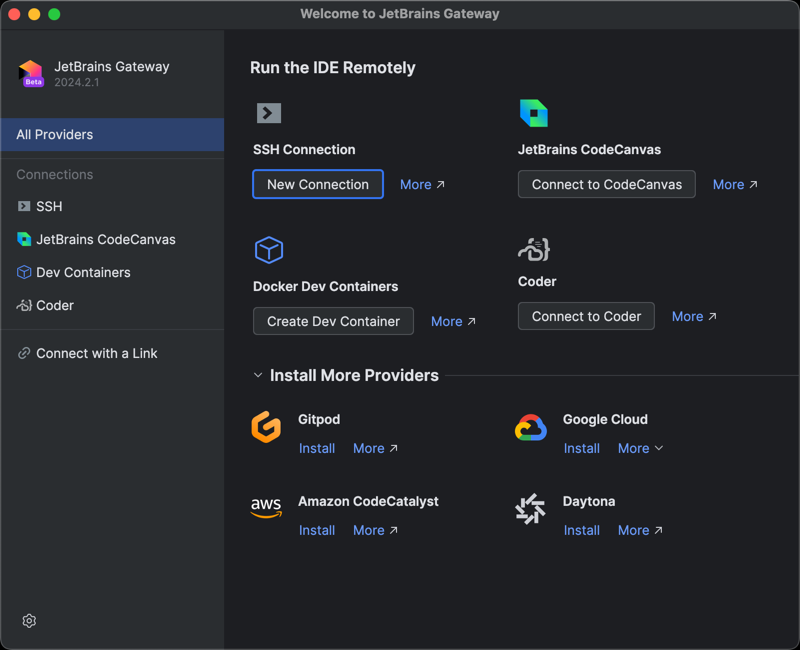 Welcome to JetBrains Gateway
JetBrains Gateway
Beta
2024.2.1
All Providers
Connections
SSH
JetBrains CodeCanvas
Dev Containers
Coder
Connect with a Link
Run the IDE Remotely
SSH Connection
New Connection More ↗
JetBrains CodeCanvas
Connect to CodeCanvas More ↗
Docker Dev Containers
Create Dev Container More ↗
Coder
Connect to Coder More ↗
Install More Providers
Gitpod
Install More ↗
Google Cloud
Install More
aws
Amazon CodeCatalyst
Install More ↗
Daytona
Install More ↗